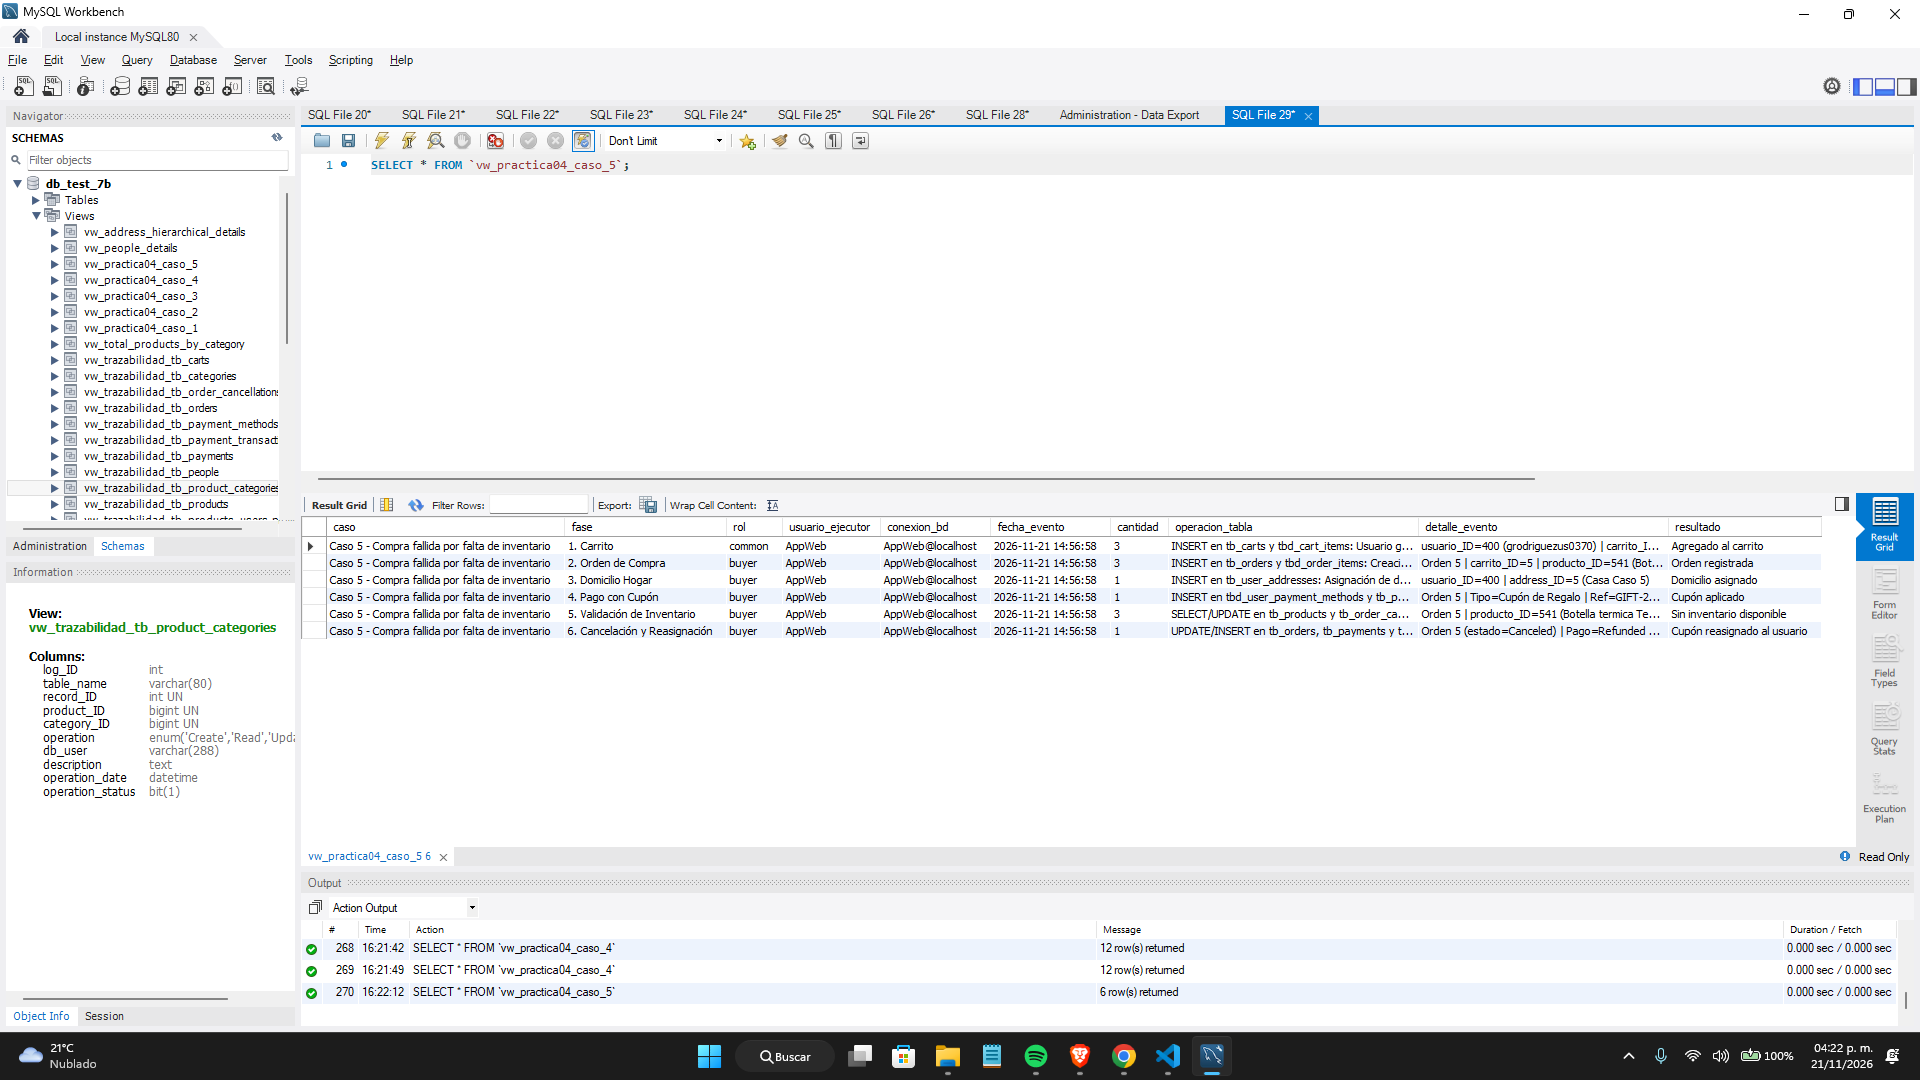 MySQL Workbench
Local instance MySQL80
File Edit View Query Database Server Tools Scripting Help
Navigator
SCHEMAS
Filter objects
db_test_7b
Tables
Views
vw_address_hierarchical_details
vw_people_details
vw_practica04_caso_5
vw_practica04_caso_4
vw_practica04_caso_3
vw_practica04_caso_2
vw_practica04_caso_1
vw_total_products_by_category
vw_trazabilidad_tb_carts
vw_trazabilidad_tb_categories
vw_trazabilidad_tb_order_cancellations
vw_trazabilidad_tb_orders
vw_trazabilidad_tb_payment_methods
vw_trazabilidad_tb_payment_transact
vw_trazabilidad_tb_payments
vw_trazabilidad_tb_people
vw_trazabilidad_tb_product_categories
vw_trazabilidad_tb_products
Administration Schemas
Information
View:
vw_trazabilidad_tb_product_categories
Columns:
log_ID int
table_name varchar(80)
record_ID int UN
product_ID bigint UN
category_ID bigint UN
operation enum('Create','Read','Upda
db_user varchar(288)
description text
operation_date datetime
operation_status bit(1)
Object Info Session
SQL File 20* SQL File 21* SQL File 22* SQL File 23* SQL File 24* SQL File 25* SQL File 26* SQL File 28* Administration - Data Export SQL File 29*
Don't Limit
1 SELECT * FROM `vw_practica04_caso_5`;
Result Grid Filter Rows: Export: Wrap Cell Content:
caso fase rol usuario_ejecutor conexion_bd fecha_evento cantidad operacion_tabla detalle_evento resultado
Caso 5 - Compra fallida por falta de inventario 1. Carrito common AppWeb AppWeb@localhost 2026-11-21 14:56:58 3 INSERT en tb_carts y tbd_cart_items: Usuario g... usuario_ID=400 (grodriguezus0370) | carrito_I... Agregado al carrito
Caso 5 - Compra fallida por falta de inventario 2. Orden de Compra buyer AppWeb AppWeb@localhost 2026-11-21 14:56:58 3 INSERT en tb_orders y tbd_order_items: Creaci... Orden 5 | carrito_ID=5 | producto_ID=541 (Bot... Orden registrada
Caso 5 - Compra fallida por falta de inventario 3. Domicilio Hogar buyer AppWeb AppWeb@localhost 2026-11-21 14:56:58 1 INSERT en tb_user_addresses: Asignación de d... usuario_ID=400 | address_ID=5 (Casa Caso 5) Domicilio asignado
Caso 5 - Compra fallida por falta de inventario 4. Pago con Cupón buyer AppWeb AppWeb@localhost 2026-11-21 14:56:58 1 INSERT en tbd_user_payment_methods y tb_p... Orden 5 | Tipo=Cupón de Regalo | Ref=GIFT-2... Cupón aplicado
Caso 5 - Compra fallida por falta de inventario 5. Validación de Inventario buyer AppWeb AppWeb@localhost 2026-11-21 14:56:58 3 SELECT/UPDATE en tb_products y tb_order_ca... Orden 5 | producto_ID=541 (Botella termica Te... Sin inventario disponible
Caso 5 - Compra fallida por falta de inventario 6. Cancelación y Reasignación buyer AppWeb AppWeb@localhost 2026-11-21 14:56:58 1 UPDATE/INSERT en tb_orders, tb_payments y t... Orden 5 (estado=Canceled) | Pago=Refunded ... Cupón reasignado al usuario
Result Grid
Form Editor
Field Types
Query Stats
Execution Plan
vw_practica04_caso_5 6
Read Only
Output
Action Output
# Time Action Message Duration / Fetch
268 16:21:42 SELECT * FROM `vw_practica04_caso_4` 12 row(s) returned 0.000 sec / 0.000 sec
269 16:21:49 SELECT * FROM `vw_practica04_caso_4` 12 row(s) returned 0.000 sec / 0.000 sec
270 16:22:12 SELECT * FROM `vw_practica04_caso_5` 6 row(s) returned 0.000 sec / 0.000 sec
21°C
Nublado
Buscar
100%
04:22 p. m.
21/11/2026